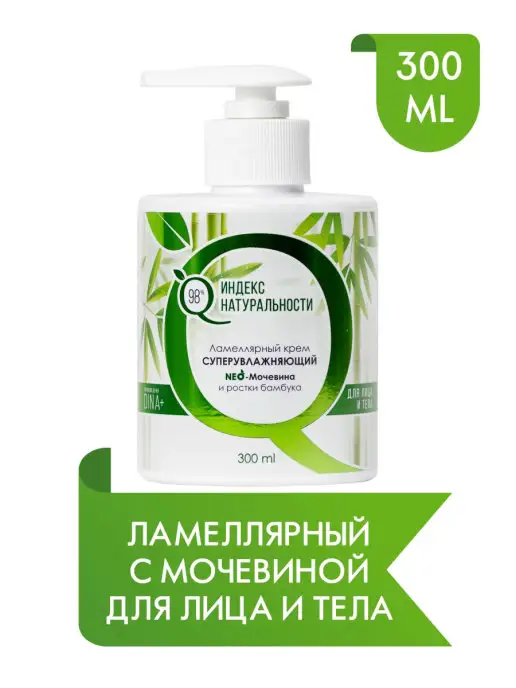 300
ML
98%
ИНДЕКС
НАТУРАЛЬНОСТИ
Ламеллярный крем
СУПЕРУВЛАЖНЯЮЩИЙ
NEO-Мочевина
и ростки бамбука
DINA+
ДЛЯ ЛИЦА
И ТЕЛА
300 ml
ЛАМЕЛЛЯРНЫЙ
С МОЧЕВИНОЙ
ДЛЯ ЛИЦА И ТЕЛА